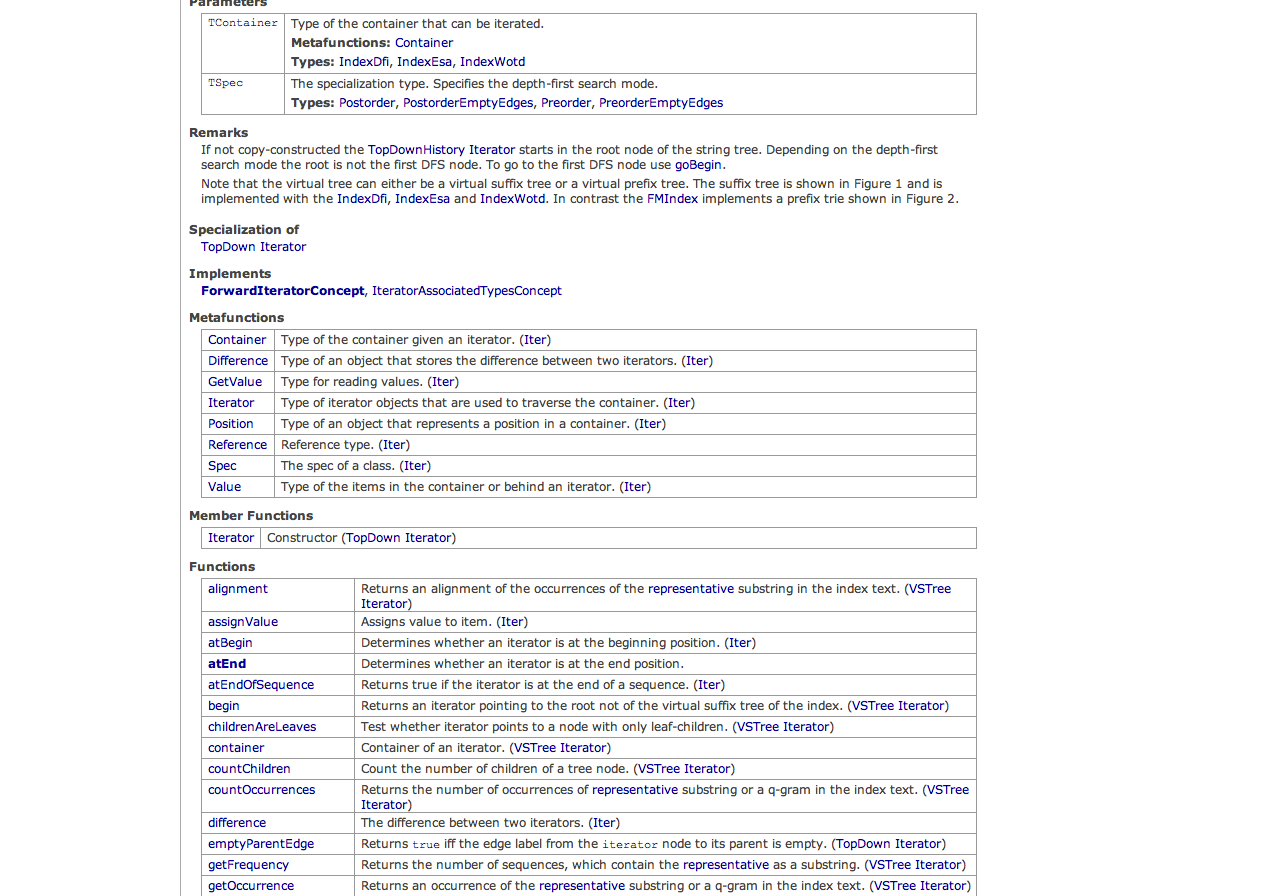 Parameters
TContainer Type of the container that can be iterated.
Metafunctions: Container
Types: IndexDfi, IndexEsa, IndexWotd
TSpec The specialization type. Specifies the depth-first search mode.
Types: Postorder, PostorderEmptyEdges, Preorder, PreorderEmptyEdges
Remarks
If not copy-constructed the TopDownHistory Iterator starts in the root node of the string tree. Depending on the depth-first
search mode the root is not the first DFS node. To go to the first DFS node use goBegin.
Note that the virtual tree can either be a virtual suffix tree or a virtual prefix tree. The suffix tree is shown in Figure 1 and is
implemented with the IndexDfi, IndexEsa and IndexWotd. In contrast the FMIndex implements a prefix trie shown in Figure 2.
Specialization of
TopDown Iterator
Implements
ForwardIteratorConcept, IteratorAssociatedTypesConcept
Metafunctions
Container Type of the container given an iterator. (Iter)
Difference Type of an object that stores the difference between two iterators. (Iter)
GetValue Type for reading values. (Iter)
Iterator Type of iterator objects that are used to traverse the container. (Iter)
Position Type of an object that represents a position in a container. (Iter)
Reference Reference type. (Iter)
Spec The spec of a class. (Iter)
Value Type of the items in the container or behind an iterator. (Iter)
Member Functions
Iterator Constructor (TopDown Iterator)
Functions
alignment Returns an alignment of the occurrences of the representative substring in the index text. (VSTree
Iterator)
assignValue Assigns value to item. (Iter)
atBegin Determines whether an iterator is at the beginning position. (Iter)
atEnd Determines whether an iterator is at the end position.
atEndOfSequence Returns true if the iterator is at the end of a sequence. (Iter)
begin Returns an iterator pointing to the root not of the virtual suffix tree of the index. (VSTree Iterator)
childrenAreLeaves Test whether iterator points to a node with only leaf-children. (VSTree Iterator)
container Container of an iterator. (VSTree Iterator)
countChildren Count the number of children of a tree node. (VSTree Iterator)
countOccurrences Returns the number of occurrences of representative substring or a q-gram in the index text. (VSTree
Iterator)
difference The difference between two iterators. (Iter)
emptyParentEdge Returns true iff the edge label from the iterator node to its parent is empty. (TopDown Iterator)
getFrequency Returns the number of sequences, which contain the representative as a substring. (VSTree Iterator)
getOccurrence Returns an occurrence of the representative substring or a q-gram in the index text. (VSTree Iterator)